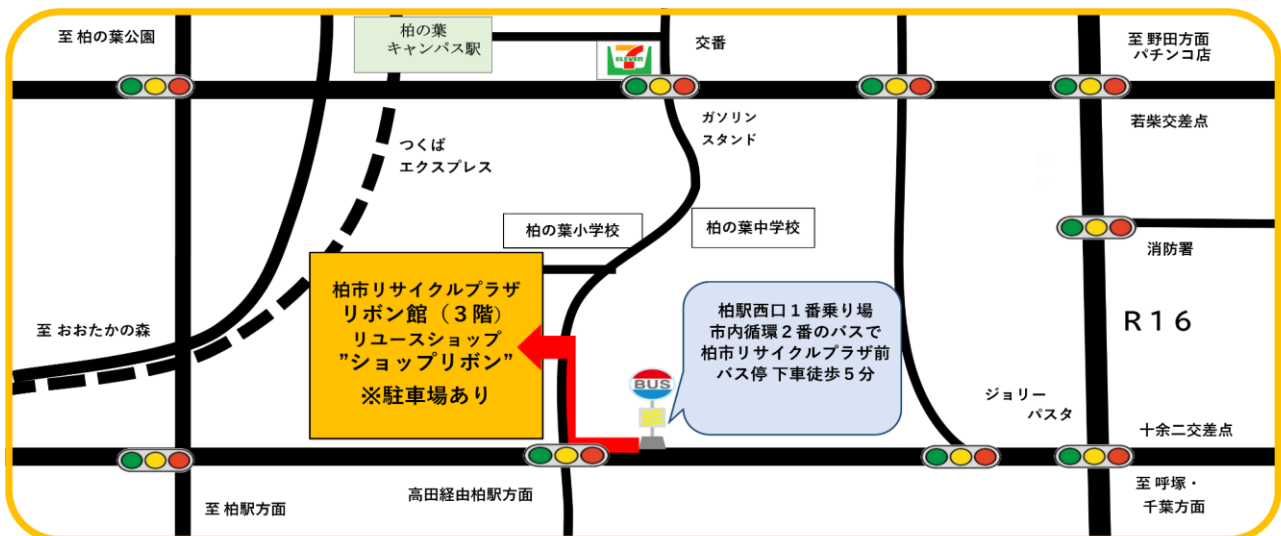 至 柏の葉公園
柏の葉
キャンパス駅
7
ELEVEN
交番
至 野田方面
パチンコ店
ガソリン
スタンド
若柴交差点
つくば
エクスプレス
柏の葉小学校
柏の葉中学校
消防署
柏市リサイクルプラザ
リボン館(3階)
リユースショップ
”ショップリボン”
※駐車場あり
柏駅西口1番乗り場
市内循環2番のバスで
柏市リサイクルプラザ前
バス停 下車徒歩5分
R16
至 おおたかの森
BUS
ジョリー
パスタ
十余二交差点
高田経由柏駅方面
至 柏駅方面
至 呼塚・
千葉方面